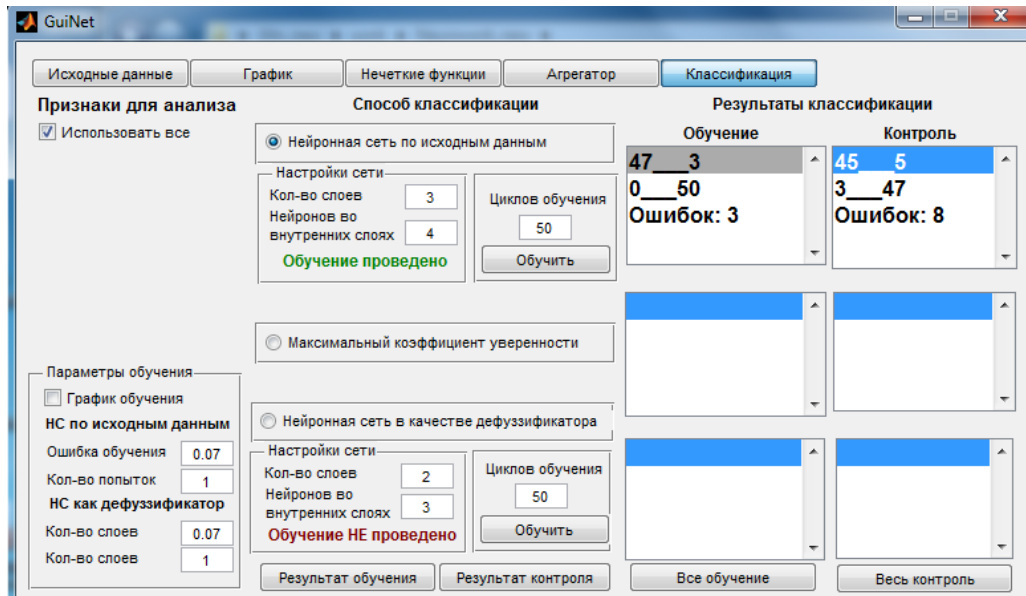 GuiNet
Исходные данные
График
Нечеткие функции
Агрегатор
Классификация
Признаки для анализа
Использовать все
Способ классификации
Нейронная сеть по исходным данным
Настройки сети
Кол-во слоев 3
Нейронов во
внутренних слоях 4
Обучение проведено
Циклов обучения
50
Обучить
Максимальный коэффициент уверенности
Нейронная сеть в качестве дефуззификатора
Настройки сети
Кол-во слоев 2
Нейронов во
внутренних слоях 3
Обучение НЕ проведено
Циклов обучения
50
Обучить
Результат обучения
Результат контроля
Результаты классификации
Обучение
47___3
0___50
Ошибок: 3
Контроль
45___5
3___47
Ошибок: 8
Все обучение
Весь контроль
Параметры обучения
График обучения
НС по исходным данным
Ошибка обучения 0.07
Кол-во попыток 1
НС как дефуззификатор
Кол-во слоев 0.07
Кол-во слоев 1